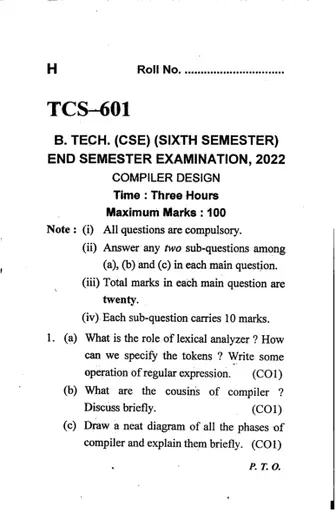 H Roll No. ...............................
TCS–601
B. TECH. (CSE) (SIXTH SEMESTER)
END SEMESTER EXAMINATION, 2022
COMPILER DESIGN
Time : Three Hours
Maximum Marks : 100
Note : (i) All questions are compulsory.
(ii) Answer any two sub-questions among
(a), (b) and (c) in each main question.
(iii) Total marks in each main question are
twenty.
(iv) Each sub-question carries 10 marks.
1. (a) What is the role of lexical analyzer ? How
can we specify the tokens ? Write some
operation of regular expression. (CO1)
(b) What are the cousins of compiler ?
Discuss briefly. (CO1)
(c) Draw a neat diagram of all the phases of
compiler and explain them briefly. (CO1)
P. T. O.